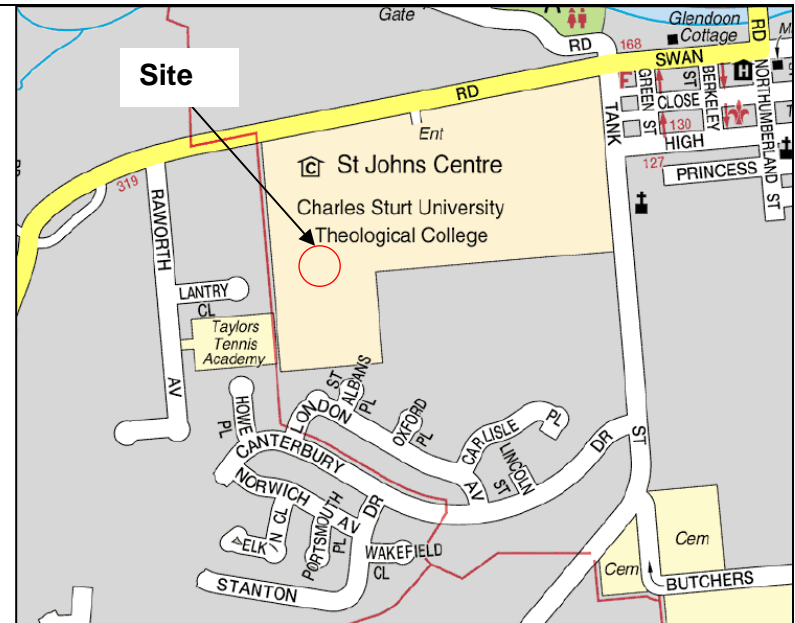 Gate
Glendoon
Cottage
RD
RD
168
SWAN
Site
RD
F
GREEN ST
ST
BERKELEY
H
NORTHUMBERLAND ST
CLOSE
Ent
TANK
130
HIGH
C
St Johns Centre
127
PRINCESS
319
RAWORTH
Charles Sturt University
Theological College
LANTRY
CL
Taylors
Tennis
Academy
AV
HOWE
PL
LONDON
ST ALBANS
PL
OXFORD
PL
CARLISLE
PL
CANTERBURY
DR
ST
LINCOLN
ST
AV
NORWICH
AV
DR
PORTSMOUTH
PL
CL
WAKEFIELD
CL
Cem
Cem
STANTON
BUTCHERS